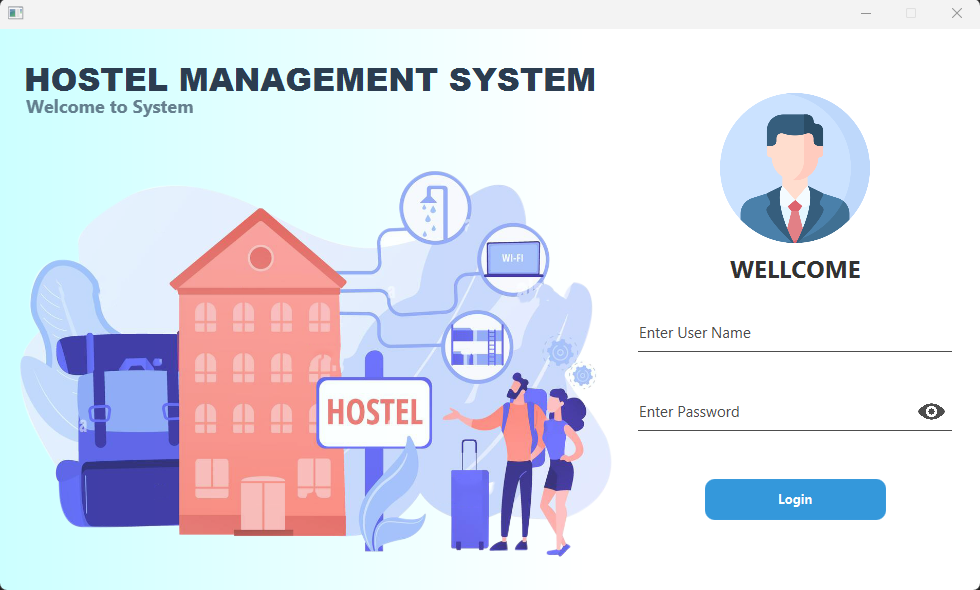 HOSTEL MANAGEMENT SYSTEM
Welcome to System
WI-FI
HOSTEL
WELLCOME
Enter User Name
Enter Password
Login